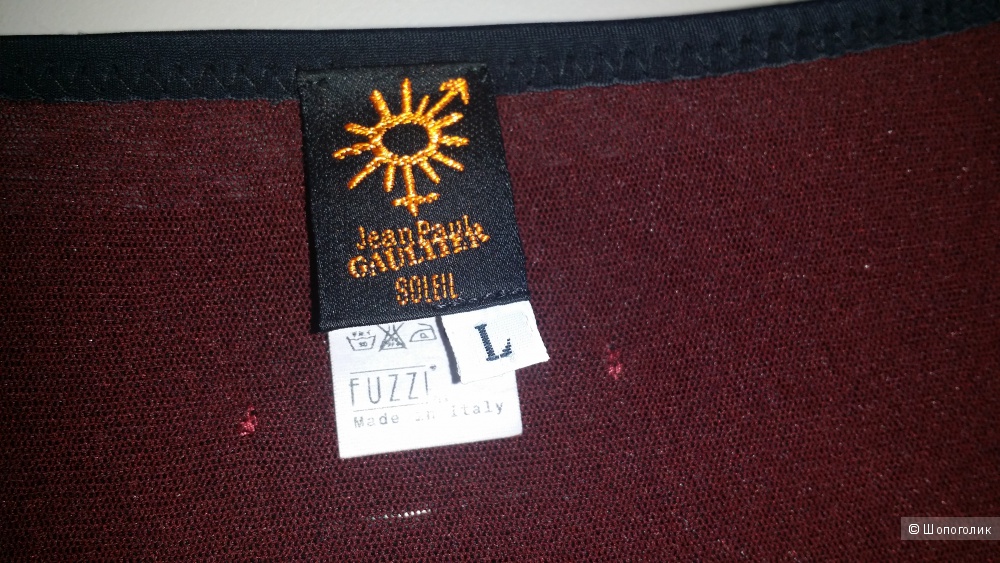 Jean Paul
GAULTIER
SOLEIL
L
FUZZI
Made in Italy
© Шопоголик